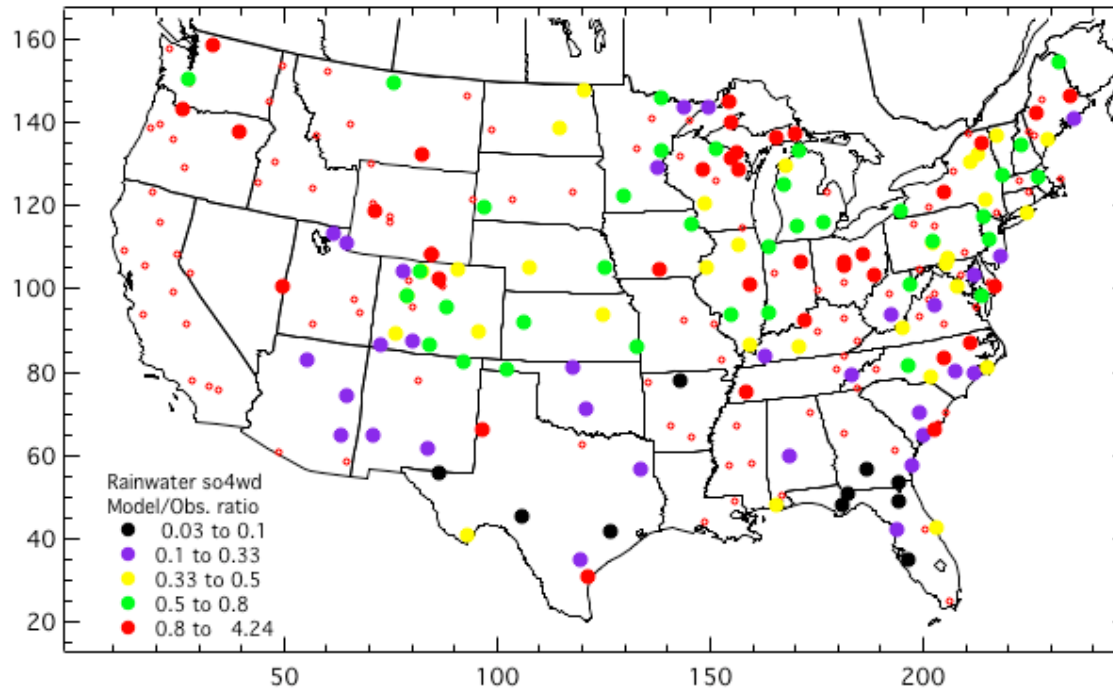 160
140
120
100
80
60
40
20
Rainwater so4wd
Model/Obs. ratio
0.03 to 0.1
0.1 to 0.33
0.33 to 0.5
0.5 to 0.8
0.8 to 4.24
50
100
150
200